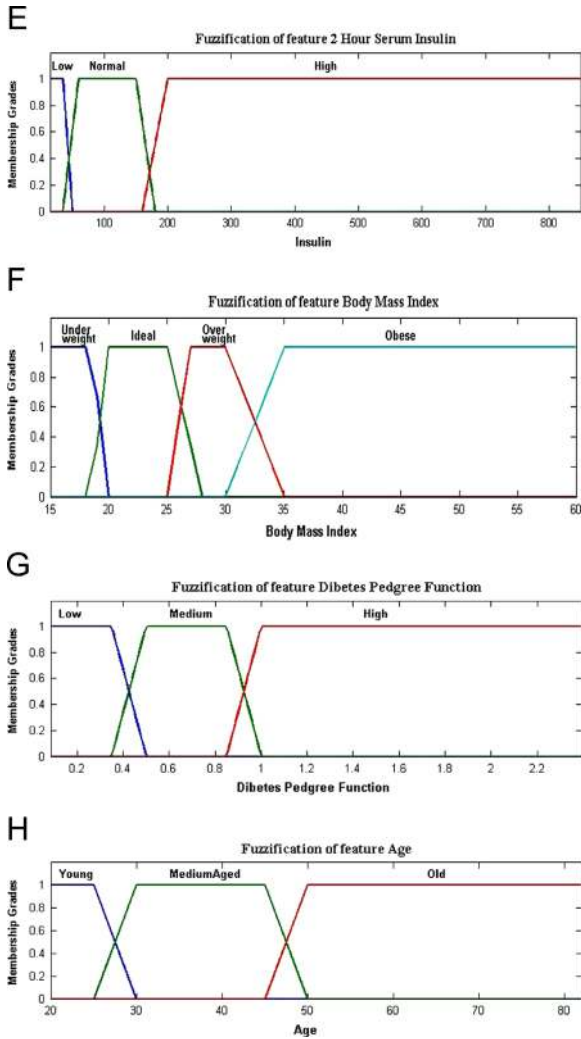 E
Fuzzification of feature 2 Hour Serum Insulin
Low Normal High
Membership Grades
1
0.8
0.6
0.4
0.2
0
100 200 300 400 500 600 700 800
Insulin
F
Fuzzification of feature Body Mass Index
Under
weight
Ideal
Over
weight
Obese
Membership Grades
1
0.8
0.6
0.4
0.2
0
15 20 25 30 35 40 45 50 55 60
Body Mass Index
G
Fuzzification of feature Dibetes Pedgree Function
Low Medium High
Membership Grades
1
0.8
0.6
0.4
0.2
0
0.2 0.4 0.6 0.8 1 1.2 1.4 1.6 1.8 2 2.2
Dibetes Pedgree Function
H
Fuzzification of feature Age
Young MediumAged Old
Membership Grades
1
0.8
0.6
0.4
0.2
0
20 30 40 50 60 70 80
Age